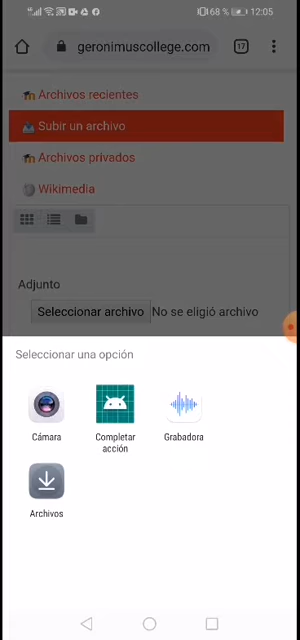 68 % 12:05
geronimuscollege.com 17
Archivos recientes
Subir un archivo
Archivos privados
Wikimedia
Adjunto
Seleccionar archivo No se eligió archivo
Seleccionar una opción
Cámara
Completar acción
Grabadora
Archivos